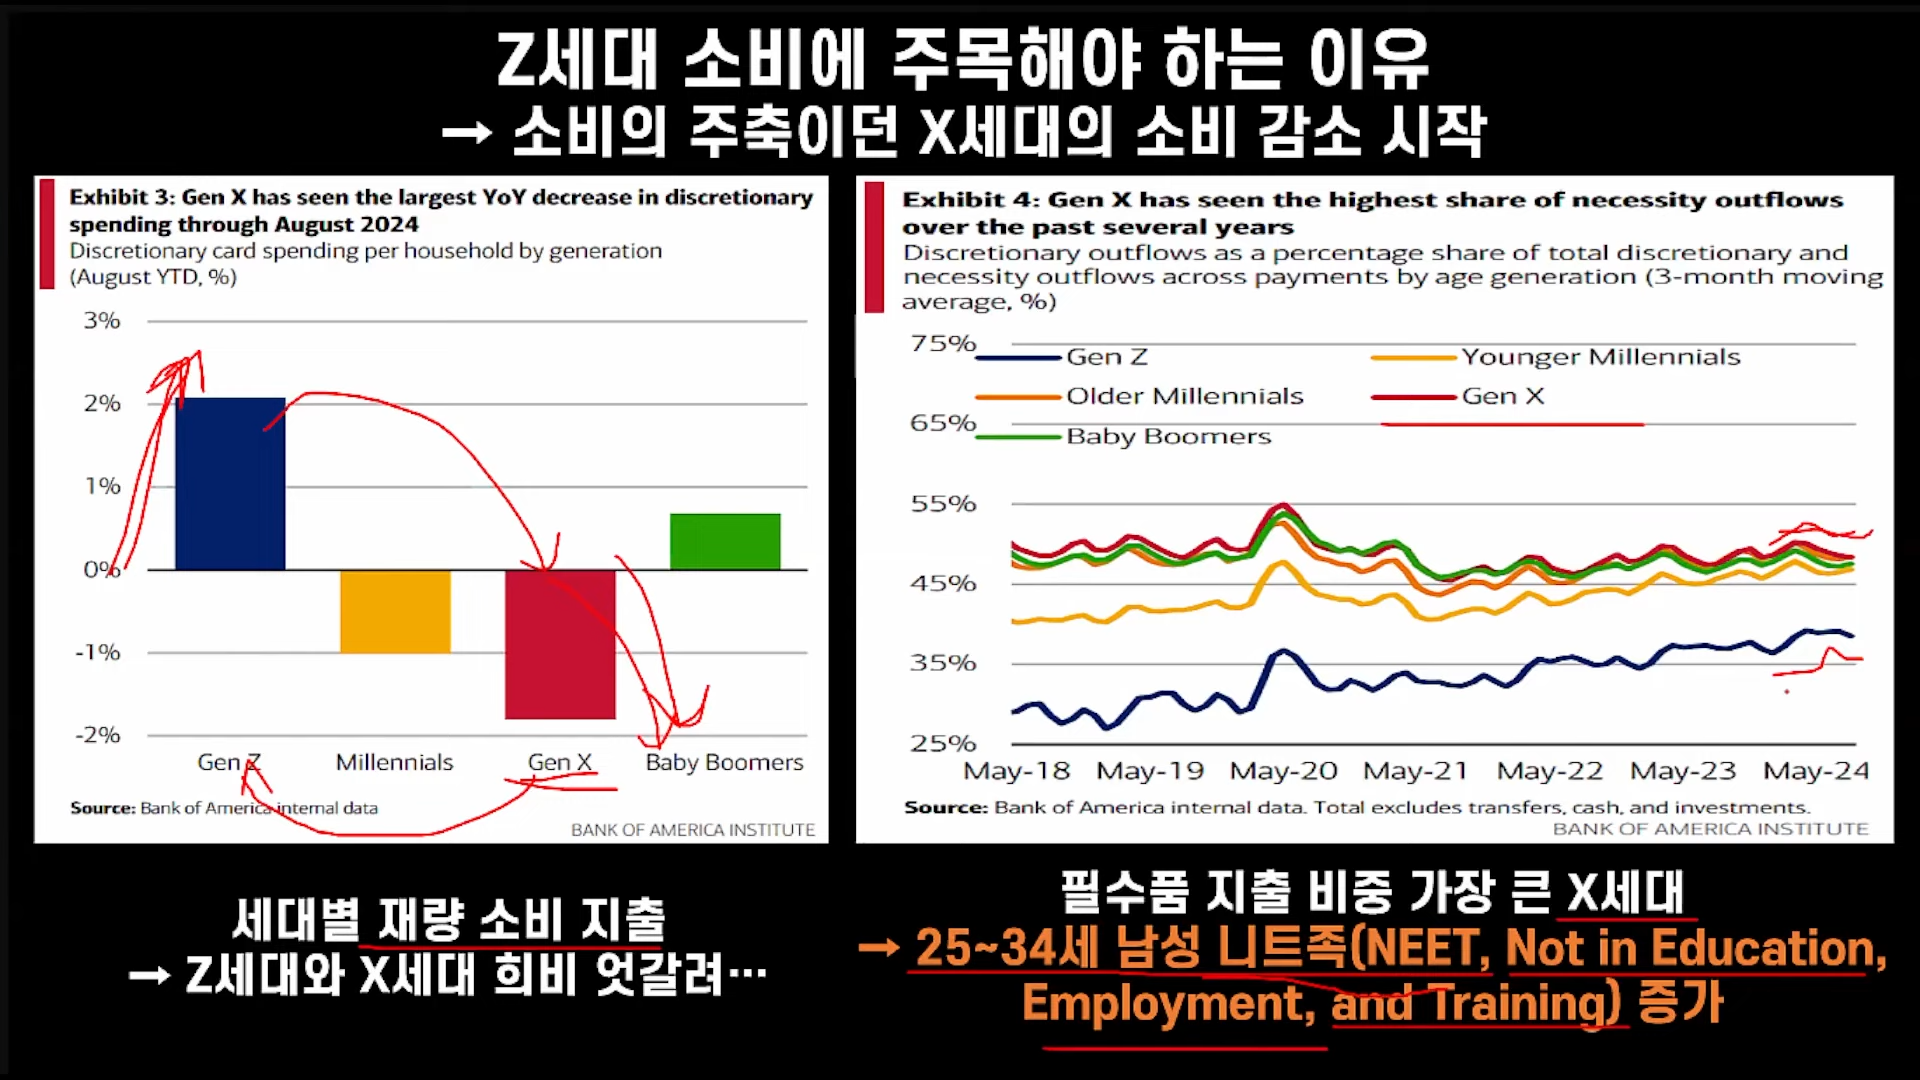 Z세대 소비에 주목해야 하는 이유
→ 소비의 주축이던 X세대의 소비 감소 시작
Exhibit 3: Gen X has seen the largest YoY decrease in discretionary
spending through August 2024
Discretionary card spending per household by generation
(August YTD, %)
3%
2%
1%
0%
-1%
-2%
Gen Z
Millennials
Gen X
Baby Boomers
Source: Bank of America internal data
BANK OF AMERICA INSTITUTE
Exhibit 4: Gen X has seen the highest share of necessity outflows
over the past several years
Discretionary outflows as a percentage share of total discretionary and
necessity outflows across payments by age generation (3-month moving
average, %)
75%
Gen Z
Younger Millennials
Older Millennials
Gen X
65%
Baby Boomers
55%
45%
35%
25%
May-18 May-19 May-20 May-21 May-22 May-23 May-24
Source: Bank of America internal data. Total excludes transfers, cash, and investments.
BANK OF AMERICA INSTITUTE
세대별 재량 소비 지출
→ Z세대와 X세대 희비 엇갈려…
필수품 지출 비중 가장 큰 X세대
→ 25~34세 남성 니트족(NEET, Not in Education,
Employment, and Training) 증가